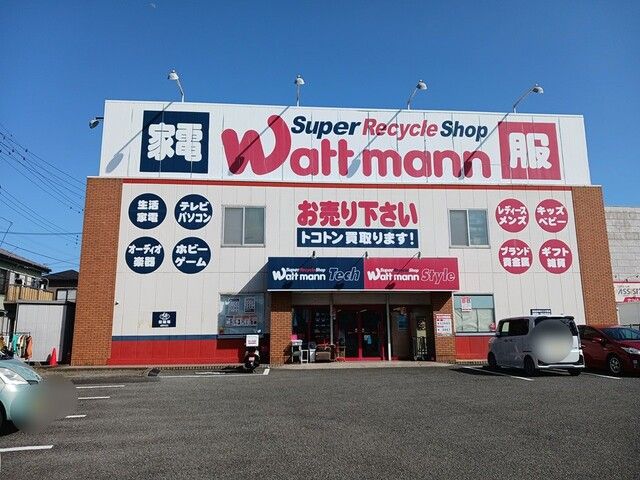 家電
Super Recycle Shop
Wattmann
服
生活
家電
テレビ
パソコン
オーディオ
楽器
ホビー
ゲーム
お売り下さい
トコトン買取ります!
レディース
メンズ
キッズ
ベビー
ブランド
貴金属
ギフト
雑貨
Super Recycle Shop
Wattmann Tech
Super Recycle Shop
Wattmann Style